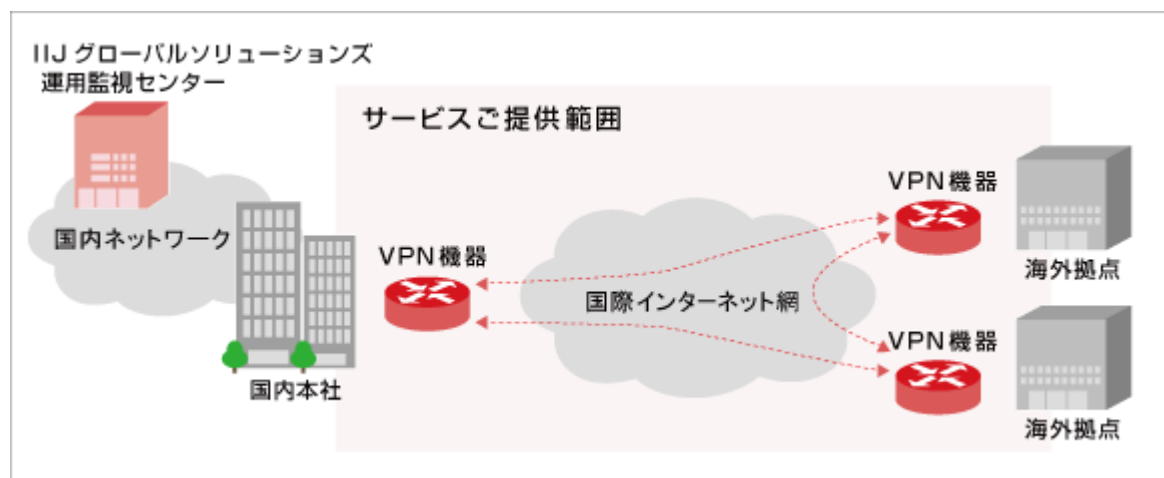 IIJ グローバルソリューションズ
運用監視センター
サービスご提供範囲
国内ネットワーク
国内本社
VPN機器
国際インターネット網
VPN機器
海外拠点
VPN機器
海外拠点